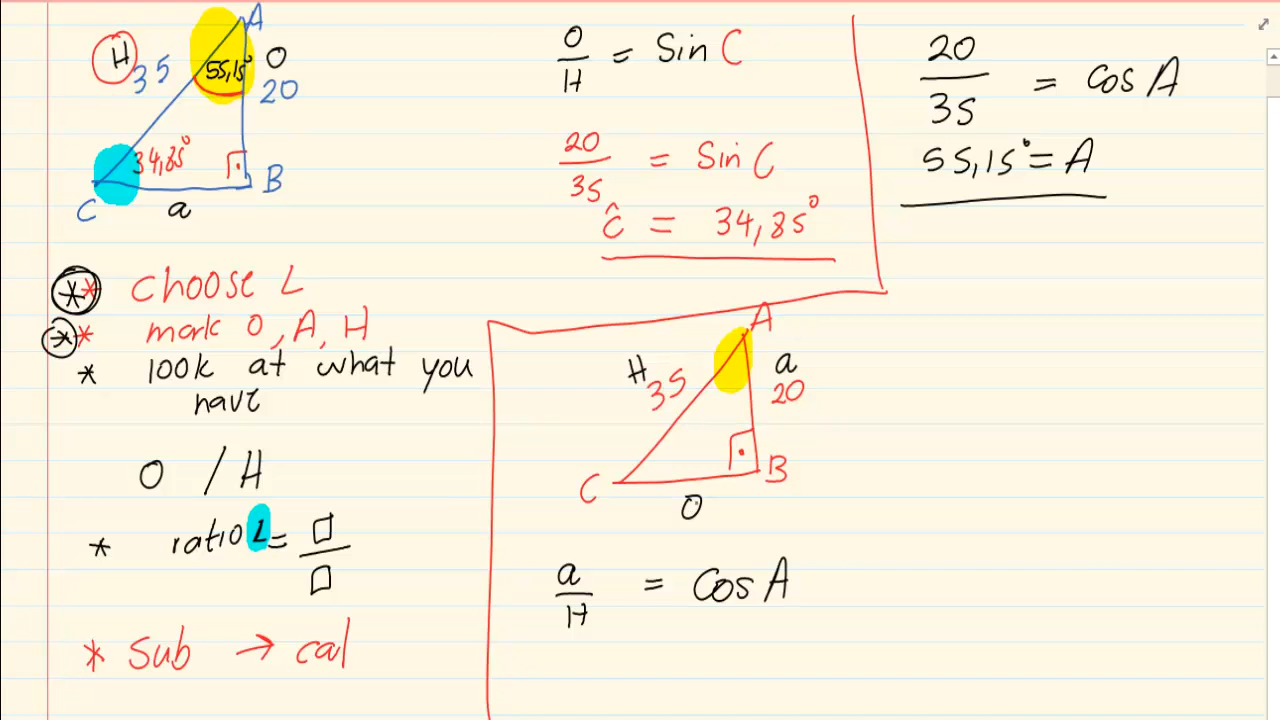 A
H
35
55,15°
O
20
34,85°
B
C
a
O/H = Sin C
20/35 = Sin C
ĉ = 34,85°
20/35 = cos A
55,15° = A
** choose L
** mark O, A, H
* look at what you
have
O / H
* ratio L = □/□
* Sub → cal
A
H
35
a
20
B
C
O
a/H = Cos A